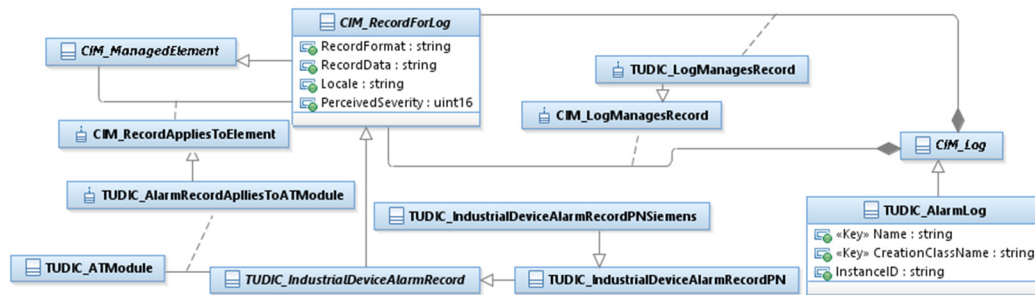 CIM_RecordForLog
RecordFormat : string
RecordData : string
Locale : string
PerceivedSeverity : uint16
CIM_ManagedElement
TUDIC_LogManagesRecord
CIM_LogManagesRecord
CIM_RecordAppliesToElement
CIM_Log
TUDIC_AlarmRecordAplliesToATModule
TUDIC_IndustrialDeviceAlarmRecordPNSiemens
TUDIC_AlarmLog
«Key» Name : string
«Key» CreationClassName : string
InstanceID : string
TUDIC_ATModule
TUDIC_IndustrialDeviceAlarmRecord
TUDIC_IndustrialDeviceAlarmRecordPN